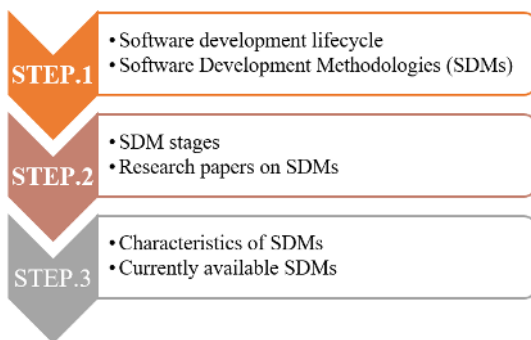 STEP.1
• Software development lifecycle
• Software Development Methodologies (SDMs)
STEP.2
• SDM stages
• Research papers on SDMs
STEP.3
• Characteristics of SDMs
• Currently available SDMs